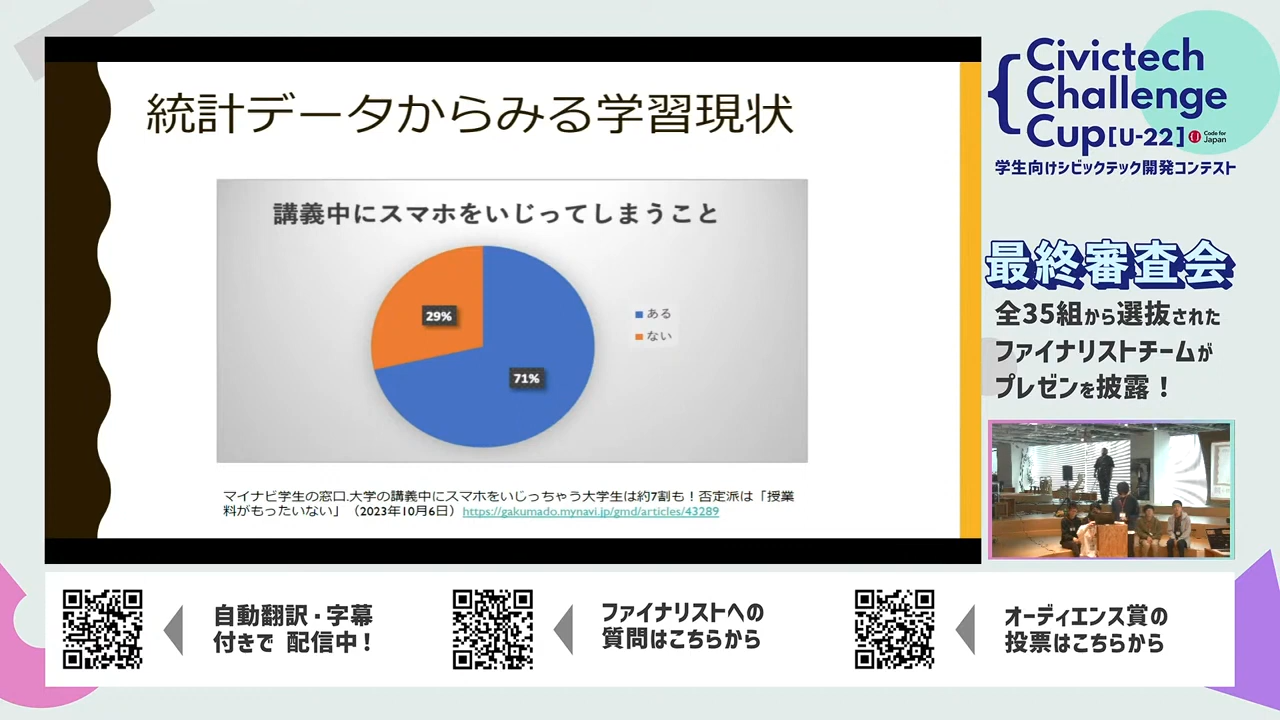 統計データからみる学習現状
講義中にスマホをいじってしまうこと
29%
71%
ある
ない
マイナビ学生の窓口.大学の講義中にスマホをいじっちゃう大学生は約7割も！否定派は「授業
料がもったいない」（2023年10月6日）https://gakumado.mynavi.jp/gmd/articles/43289
Civictech
Challenge
Cup[U-22]
Code for
Japan
学生向けシビックテック開発コンテスト
最終審査会
全35組から選抜された
ファイナリストチームが
プレゼンを披露！
自動翻訳・字幕
付きで 配信中！
ファイナリストへの
質問はこちらから
オーディエンス賞の
投票はこちらから